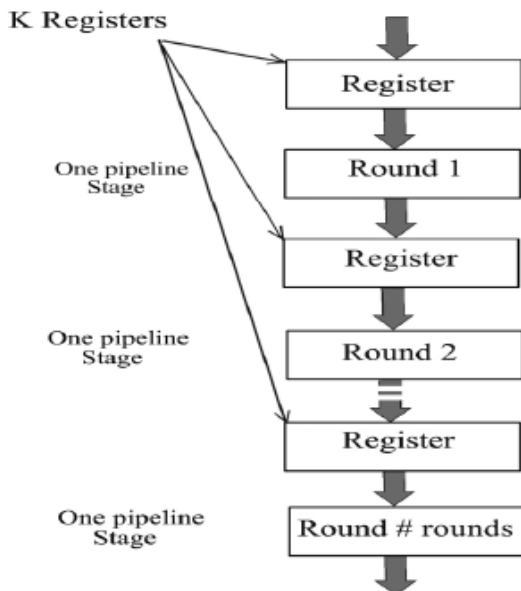 K Registers
Register
One pipeline
Stage
Round 1
Register
One pipeline
Stage
Round 2
Register
One pipeline
Stage
Round # rounds